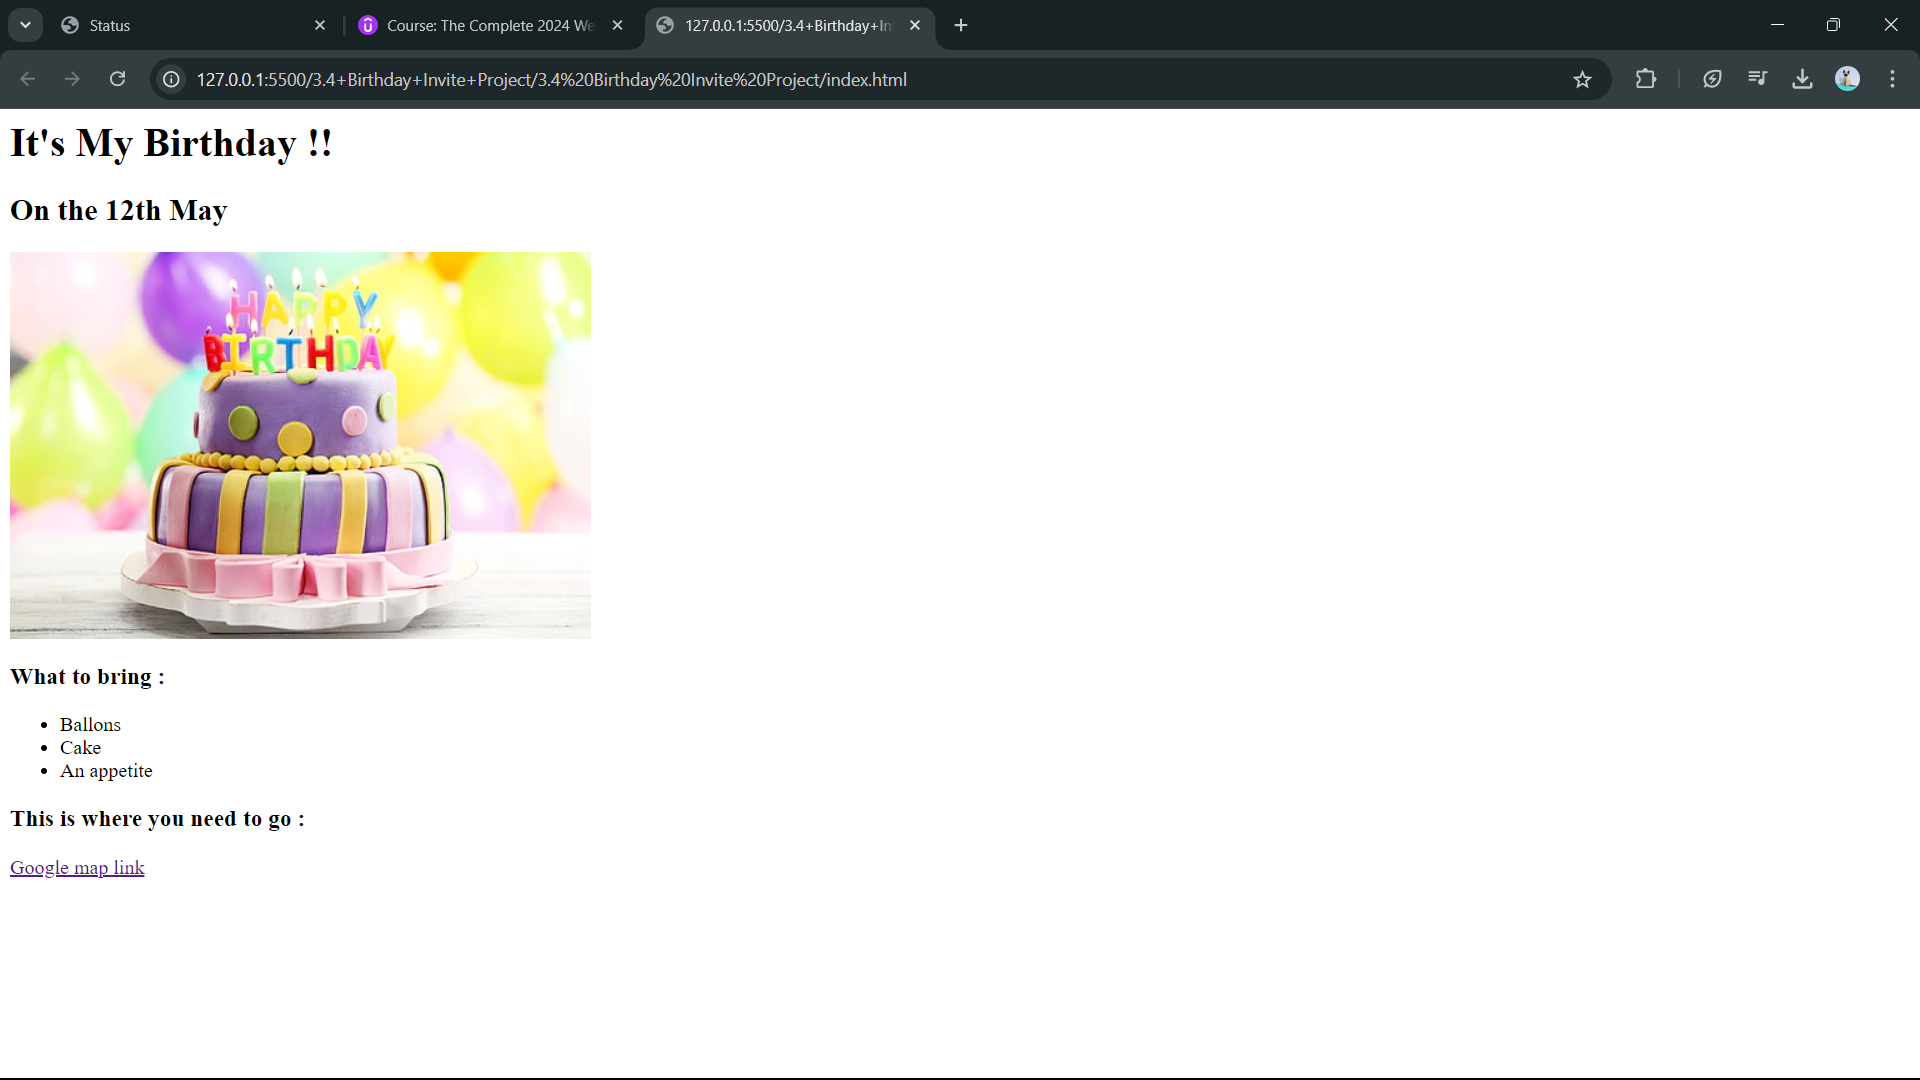 Status
Course: The Complete 2024 We
127.0.0.1:5500/3.4+Birthday+In
127.0.0.1:5500/3.4+Birthday+Invite+Project/3.4%20Birthday%20Invite%20Project/index.html
It's My Birthday !!
On the 12th May
HAPPY
BIRTHDAY
What to bring :
Ballons
Cake
An appetite
This is where you need to go :
Google map link